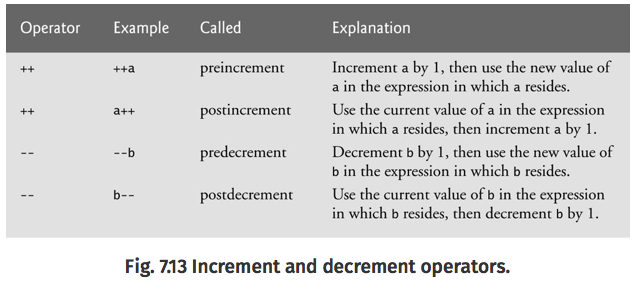 Operator Example Called Explanation
++ ++a preincrement Increment a by 1, then use the new value of
a in the expression in which a resides.
++ a++ postincrement Use the current value of a in the expression
in which a resides, then increment a by 1.
-- --b predecrement Decrement b by 1, then use the new value of
b in the expression in which b resides.
-- b-- postdecrement Use the current value of b in the expression
in which b resides, then decrement b by 1.
Fig. 7.13 Increment and decrement operators.